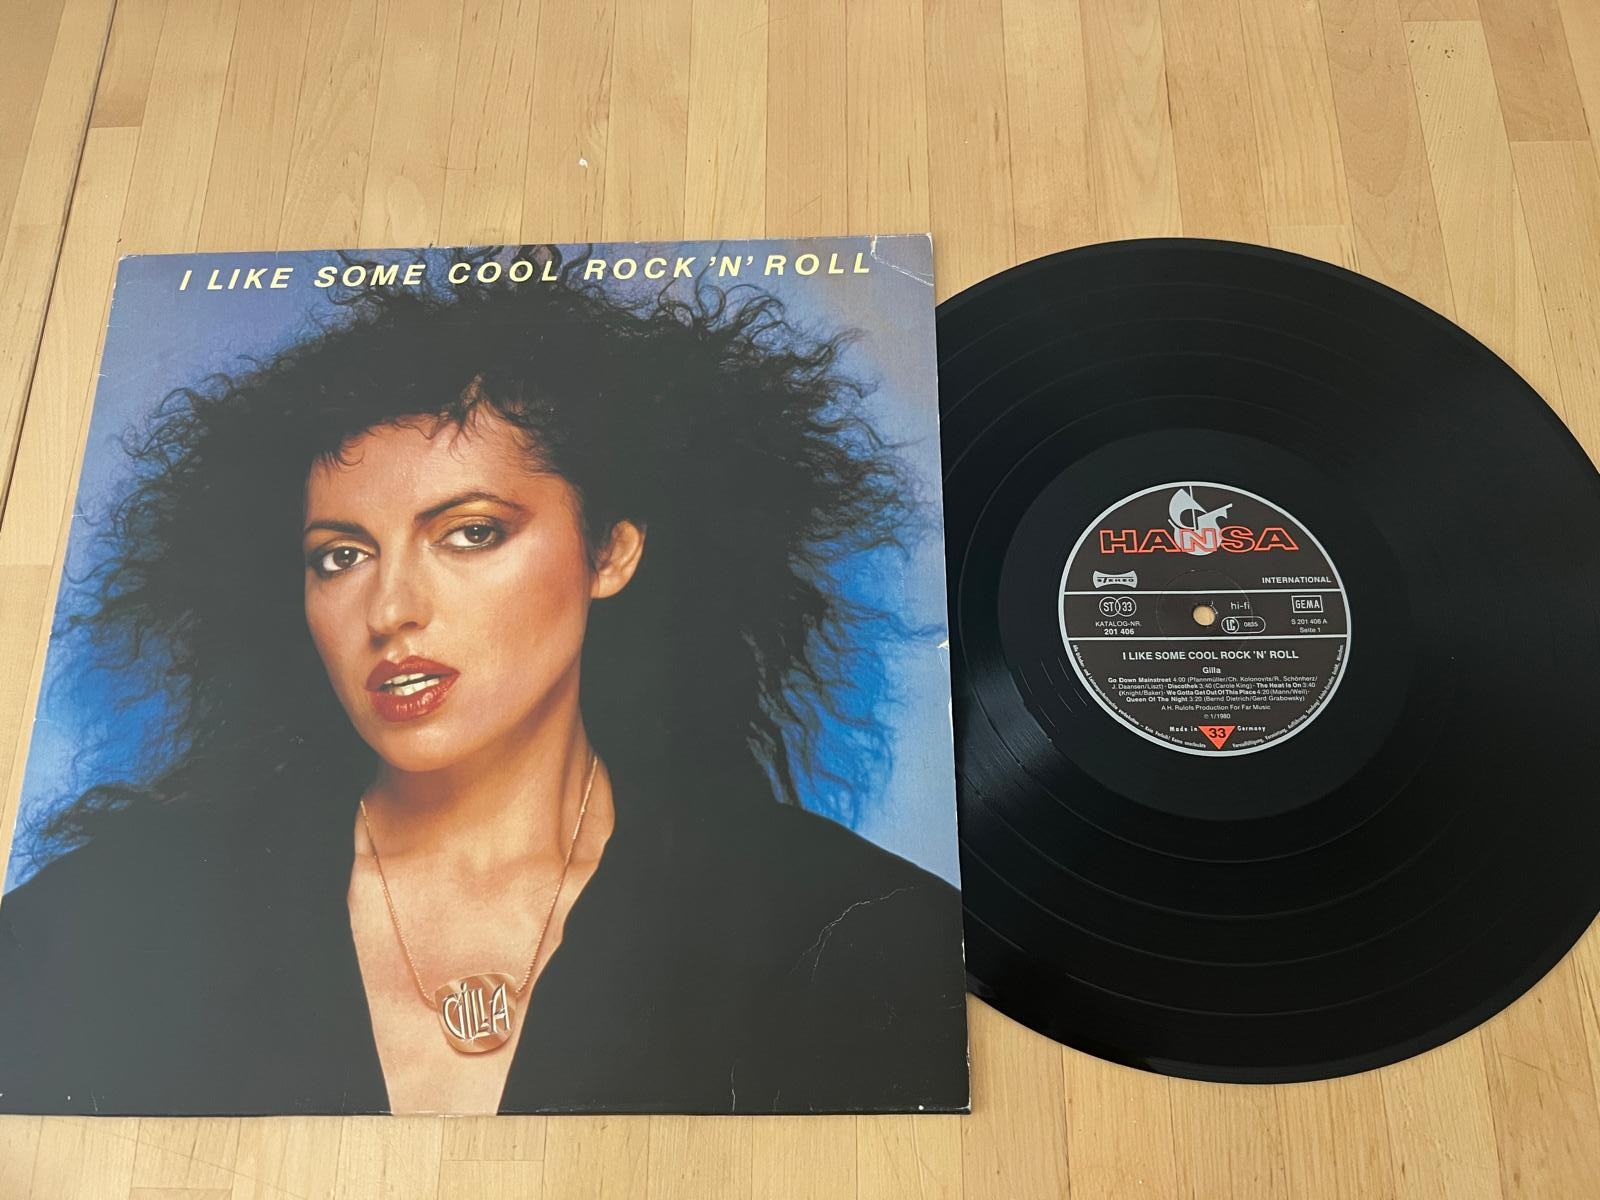 I LIKE SOME COOL ROCK 'N' ROLL
GILLA
HANSA
STEREO
INTERNATIONAL
ST 33
hi-fi
GEMA
KATALOG-NR.
201 406
LC 0835
S 201 406 A
Seite 1
I LIKE SOME COOL ROCK 'N' ROLL
Gilla
Go Down Mainstreet 4:00 (Pfannmüller/Ch. Kolonovits/R. Schönherz/
J. Daansen/Liszt) · Discothek 3:40 (Carole King) · The Heat Is On 3:40
(Knight/Baker) · We Gotta Get Out Of This Place 4:20 (Mann/Weil) ·
Queen Of The Night 3:20 (Bernd Dietrich/Gerd Grabowsky)
A H. Rulofs Production For Far Music
℗ 1/1980
Made in 33 Germany